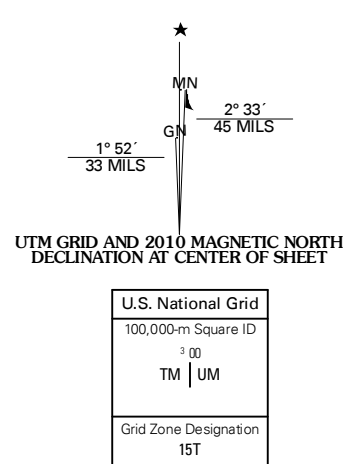 ★
MN
GN
2° 33´
45 MILS
1° 52´
33 MILS
UTM GRID AND 2010 MAGNETIC NORTH
DECLINATION AT CENTER OF SHEET
U.S. National Grid
100,000-m Square ID
³ 00
TM | UM
Grid Zone Designation
15T